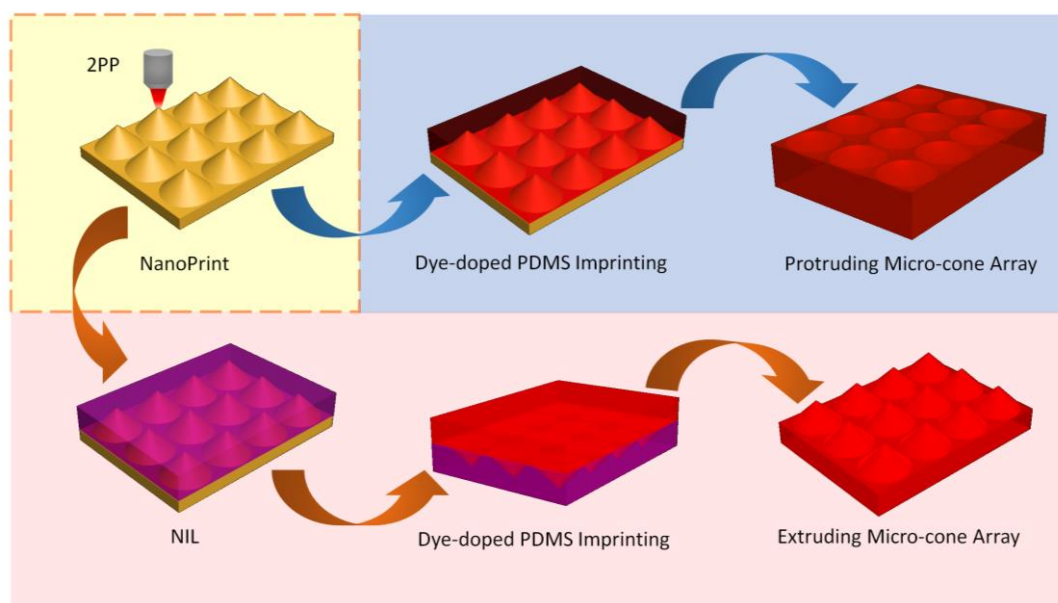 2PP
NanoPrint
Dye-doped PDMS Imprinting
Protruding Micro-cone Array
NIL
Dye-doped PDMS Imprinting
Extruding Micro-cone Array